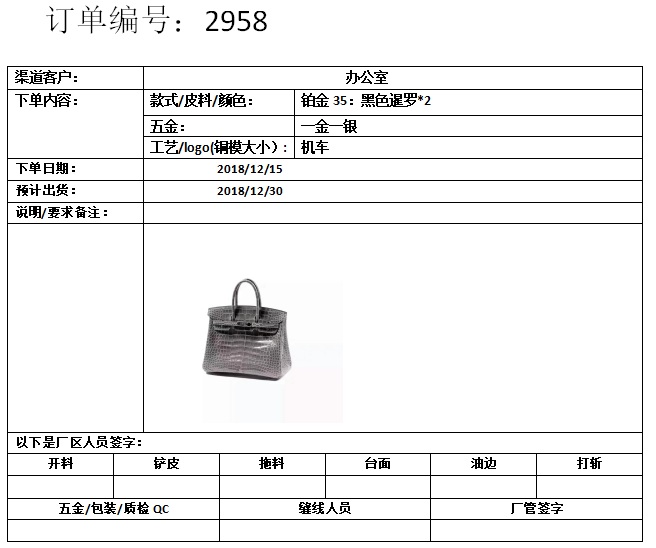 订单编号：2958
渠道客户： 办公室
下单内容： 款式/皮料/颜色： 铂金 35：黑色暹罗*2
五金： 一金一银
工艺/logo(铜模大小）： 机车
下单日期： 2018/12/15
预计出货： 2018/12/30
说明/要求备注：
以下是厂区人员签字：
开料 铲皮 拖料 台面 油边 打斩
五金/包装/质检 QC 缝线人员 厂管签字